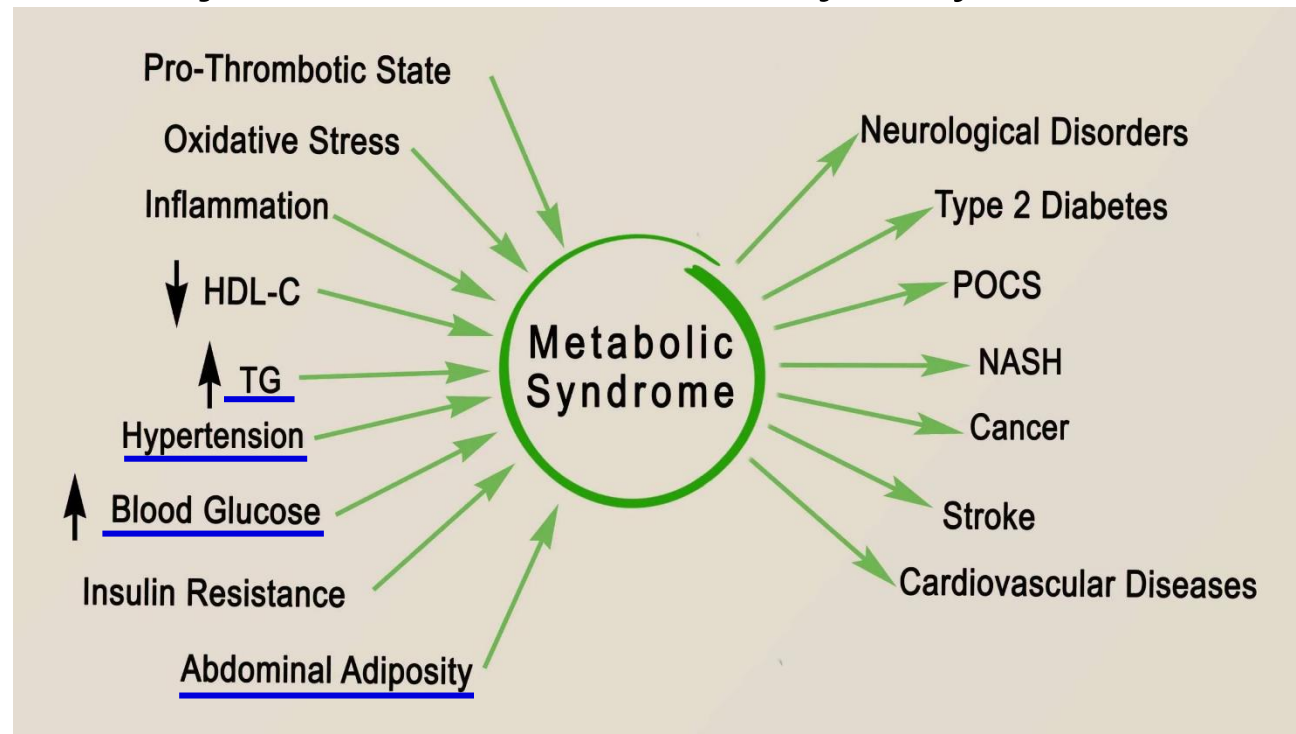 Pro-Thrombotic State
Oxidative Stress
Inflammation
HDL-C
TG
Hypertension
Blood Glucose
Insulin Resistance
Abdominal Adiposity
Metabolic
Syndrome
Neurological Disorders
Type 2 Diabetes
POCS
NASH
Cancer
Stroke
Cardiovascular Diseases